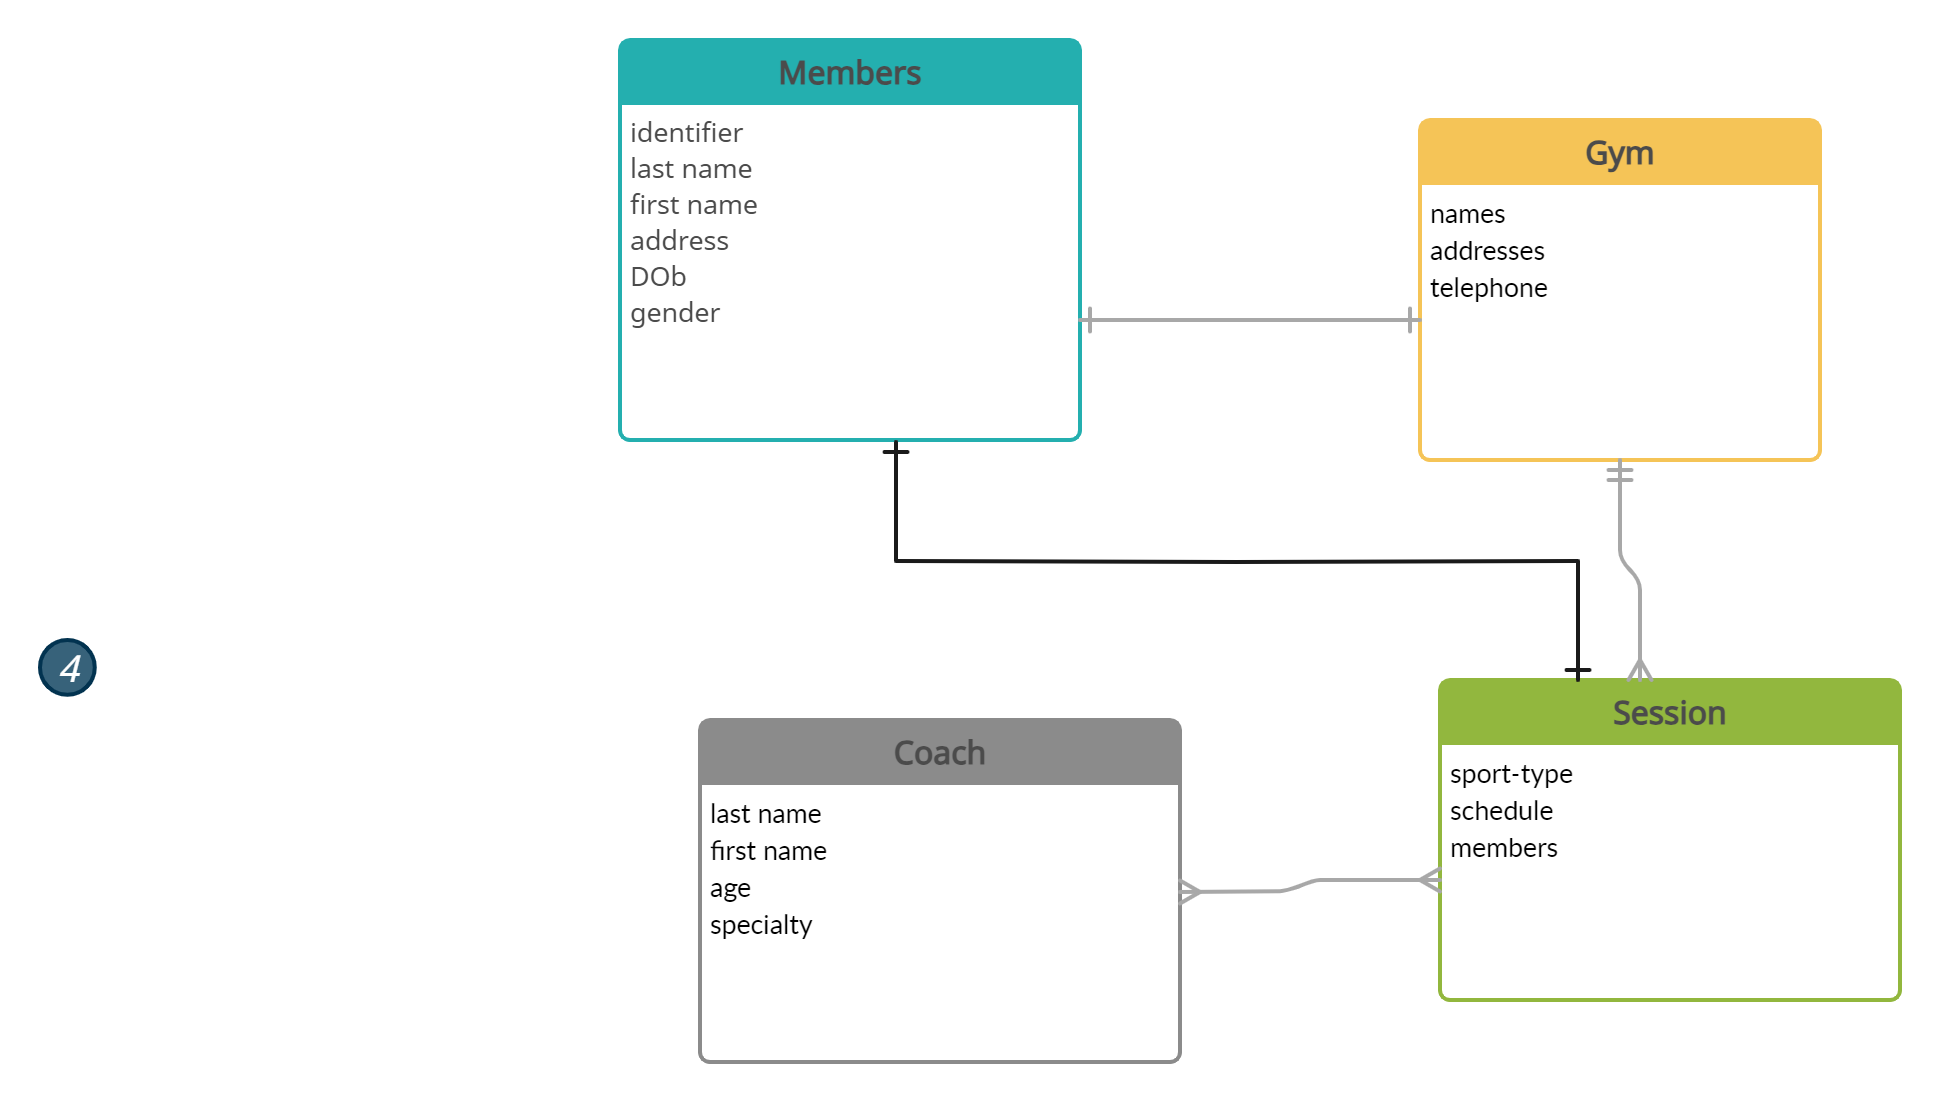 Members
identifier
last name
first name
address
DOb
gender
Gym
names
addresses
telephone
4
Coach
last name
first name
age
specialty
Session
sport-type
schedule
members